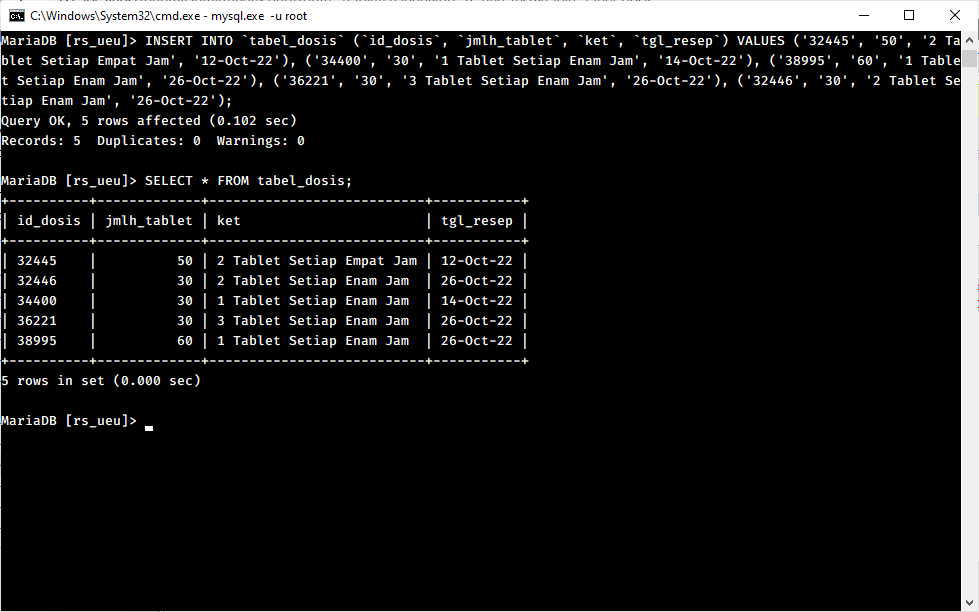 C:\Windows\System32\cmd.exe - mysql.exe -u root
MariaDB [rs_ueu]> INSERT INTO `tabel_dosis` (`id_dosis`, `jmlh_tablet`, `ket`, `tgl_resep`) VALUES ('32445', '50', '2 Ta
blet Setiap Empat Jam', '12-Oct-22'), ('34400', '30', '1 Tablet Setiap Enam Jam', '14-Oct-22'), ('38995', '60', '1 Table
t Setiap Enam Jam', '26-Oct-22'), ('36221', '30', '3 Tablet Setiap Enam Jam', '26-Oct-22'), ('32446', '30', '2 Tablet Se
tiap Enam Jam', '26-Oct-22');
Query OK, 5 rows affected (0.102 sec)
Records: 5  Duplicates: 0  Warnings: 0
MariaDB [rs_ueu]> SELECT * FROM tabel_dosis;
+----------+-------------+---------------------------+-----------+
| id_dosis | jmlh_tablet | ket                       | tgl_resep |
+----------+-------------+---------------------------+-----------+
| 32445    |          50 | 2 Tablet Setiap Empat Jam | 12-Oct-22 |
| 32446    |          30 | 2 Tablet Setiap Enam Jam  | 26-Oct-22 |
| 34400    |          30 | 1 Tablet Setiap Enam Jam  | 14-Oct-22 |
| 36221    |          30 | 3 Tablet Setiap Enam Jam  | 26-Oct-22 |
| 38995    |          60 | 1 Tablet Setiap Enam Jam  | 26-Oct-22 |
+----------+-------------+---------------------------+-----------+
5 rows in set (0.000 sec)
MariaDB [rs_ueu]>